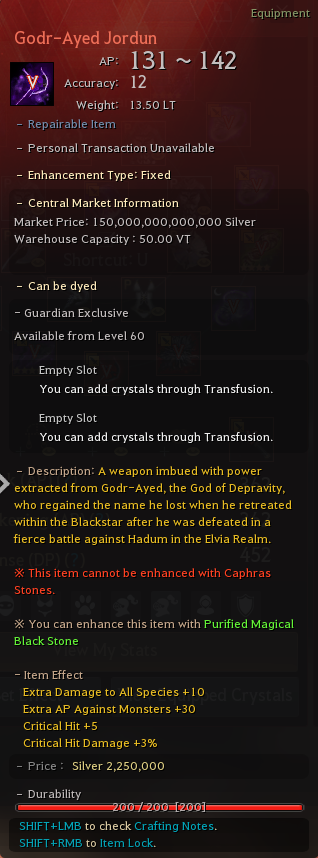 Equipment
Godr-Ayed Jordun
AP: 131 ~ 142
Accuracy: 12
Weight: 13.50 LT
- Repairable Item
- Personal Transaction Unavailable
- Enhancement Type: Fixed
- Central Market Information
Market Price: 150,000,000,000,000 Silver
Warehouse Capacity : 50.00 VT
- Can be dyed
- Guardian Exclusive
Available from Level 60
Empty Slot
You can add crystals through Transfusion.
Empty Slot
You can add crystals through Transfusion.
- Description: A weapon imbued with power
extracted from Godr-Ayed, the God of Depravity,
who regained the name he lost when he retreated
within the Blackstar after he was defeated in a
fierce battle against Hadum in the Elvia Realm.
※ This item cannot be enhanced with Caphras
Stones.
※ You can enhance this item with Purified Magical
Black Stone
- Item Effect
Extra Damage to All Species +10
Extra AP Against Monsters +30
Critical Hit +5
Critical Hit Damage +3%
- Price : Silver 2,250,000
- Durability
200 / 200 [200]
SHIFT+LMB to check Crafting Notes.
SHIFT+RMB to Item Lock.